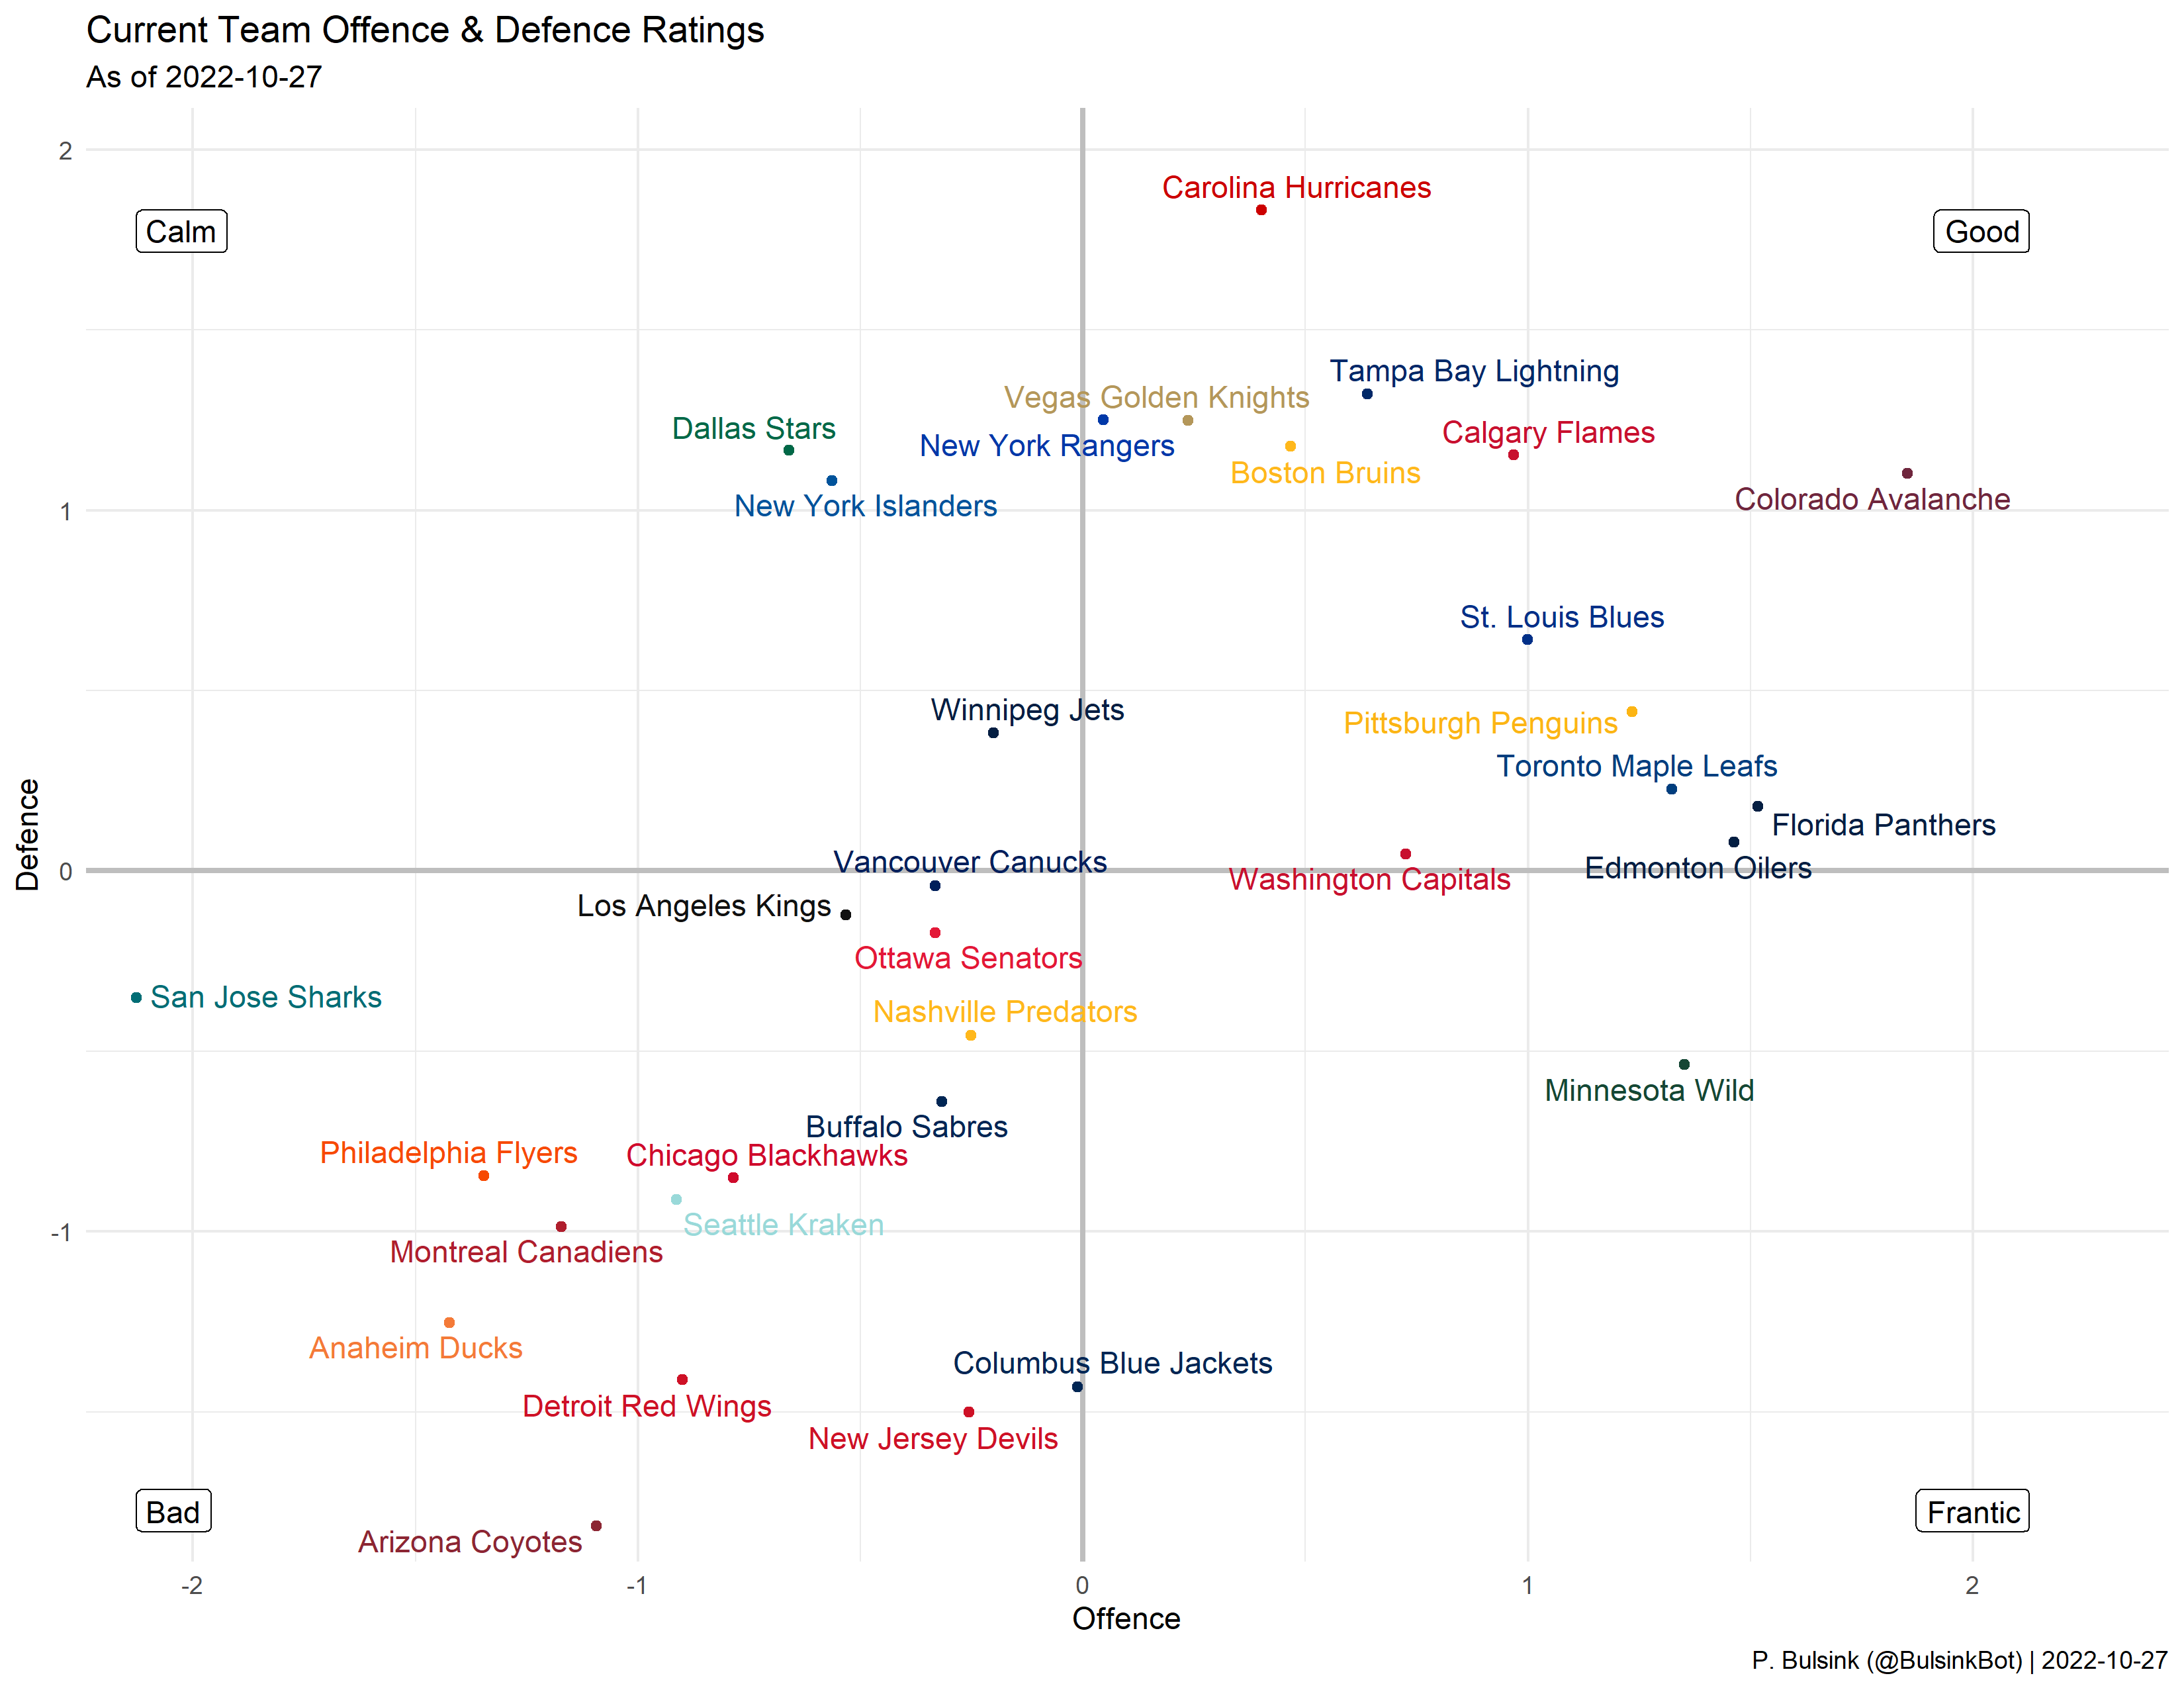 Current Team Offence & Defence Ratings
As of 2022-10-27
2
Carolina Hurricanes
Calm
Good
Tampa Bay Lightning
Vegas Golden Knights
Dallas Stars
Calgary Flames
New York Rangers
Boston Bruins
Colorado Avalanche
New York Islanders
1
St. Louis Blues
Winnipeg Jets
Pittsburgh Penguins
Toronto Maple Leafs
Florida Panthers
Defence
Vancouver Canucks
Edmonton Oilers
0
Washington Capitals
Los Angeles Kings
Ottawa Senators
San Jose Sharks
Nashville Predators
Minnesota Wild
Buffalo Sabres
Philadelphia Flyers
Chicago Blackhawks
Seattle Kraken
-1
Montreal Canadiens
Anaheim Ducks
Columbus Blue Jackets
Detroit Red Wings
New Jersey Devils
Bad
Frantic
Arizona Coyotes
-2 -1 0 1 2
Offence
P. Bulsink (@BulsinkBot) | 2022-10-27